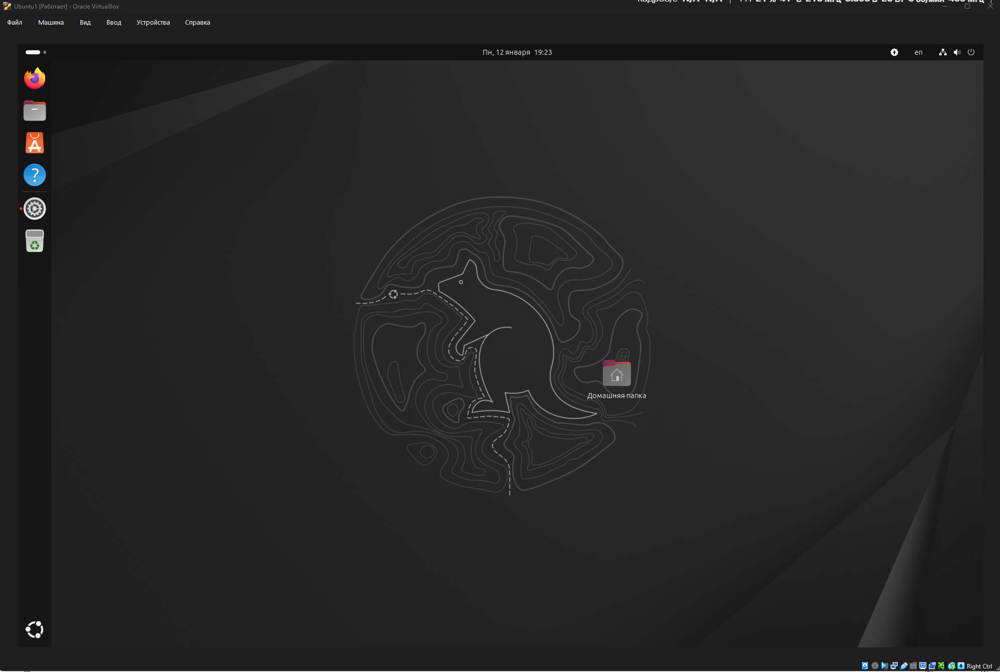 Ubuntu1 [Работает] - Oracle VirtualBox
Файл Машина Вид Ввод Устройства Справка
Пн, 12 января 19:23
en
Домашняя папка
Right Ctrl